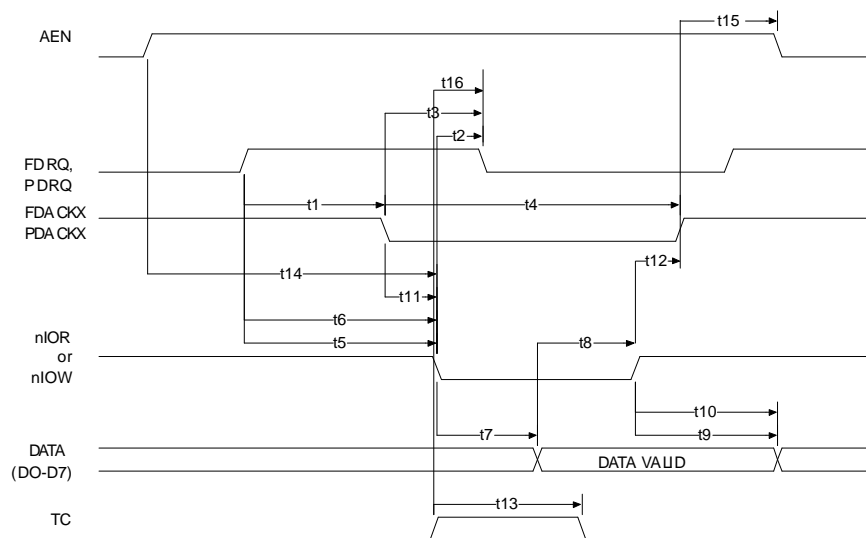 t15
AEN
t16
t3
t2
FDRQ,
PDRQ
t1
t4
FDACKX
PDACKX
t12
t14
t11
t6
t5
nIOR
or
nIOW
t8
t10
t7
t9
DATA
(DO-D7)
DATA VALID
t13
TC